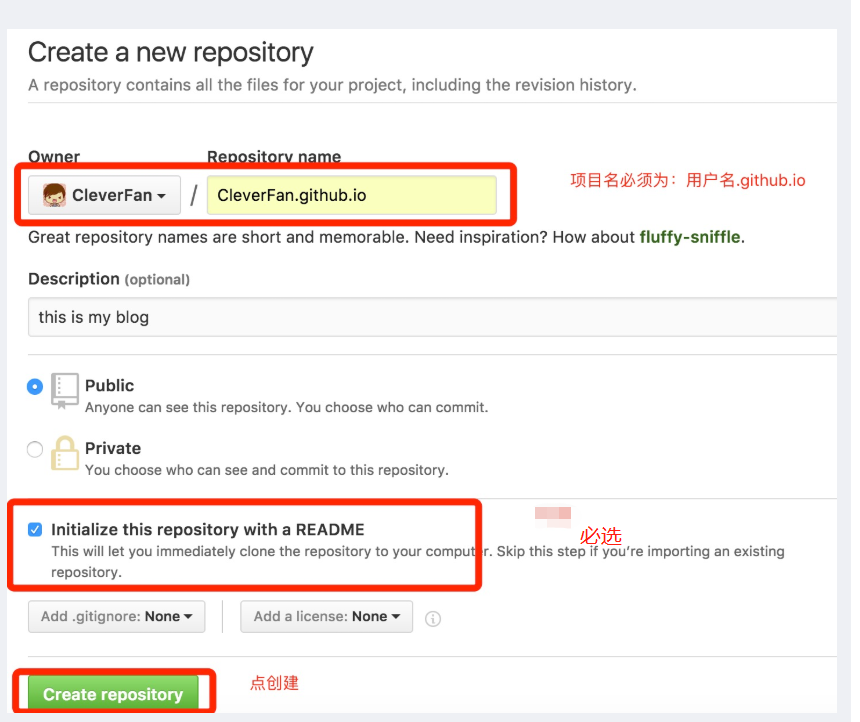 Create a new repository
A repository contains all the files for your project, including the revision history.
Owner
Repository name
CleverFan
/
CleverFan.github.io
项目名必须为：用户名.github.io
Great repository names are short and memorable. Need inspiration? How about fluffy-sniffle.
Description (optional)
this is my blog
Public
Anyone can see this repository. You choose who can commit.
Private
You choose who can see and commit to this repository.
Initialize this repository with a README
必选
This will let you immediately clone the repository to your computer. Skip this step if you’re importing an existing
repository.
Add .gitignore: None
Add a license: None
Create repository
点创建